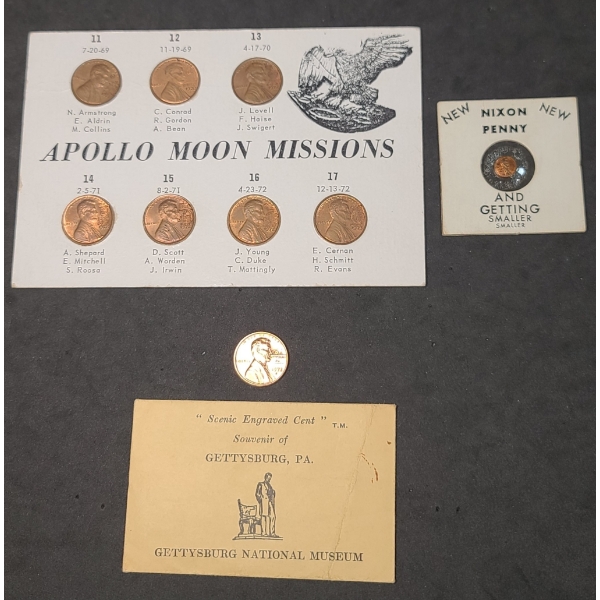 11 12 13
7-20-69 11-19-69 4-17-70
N. Armstrong C. Conrad J. Lovell
E. Aldrin R. Gordon F. Haise
M. Collins A. Bean J. Swigert
APOLLO MOON MISSIONS
14 15 16 17
2-5-71 8-2-71 4-23-72 12-13-72
A. Sheperd D. Scott J. Young E. Cernan
E. Mitchell A. Worden C. Duke H. Schmitt
S. Roosa J. Irwin T. Mattingly R. Evans
NEW NIXON NEW
PENNY
AND
GETTING
SMALLER
SMALLER
" Scenic Engraved Cent " T.M.
Souvenir of
GETTYSBURG, PA.
GETTYSBURG NATIONAL MUSEUM